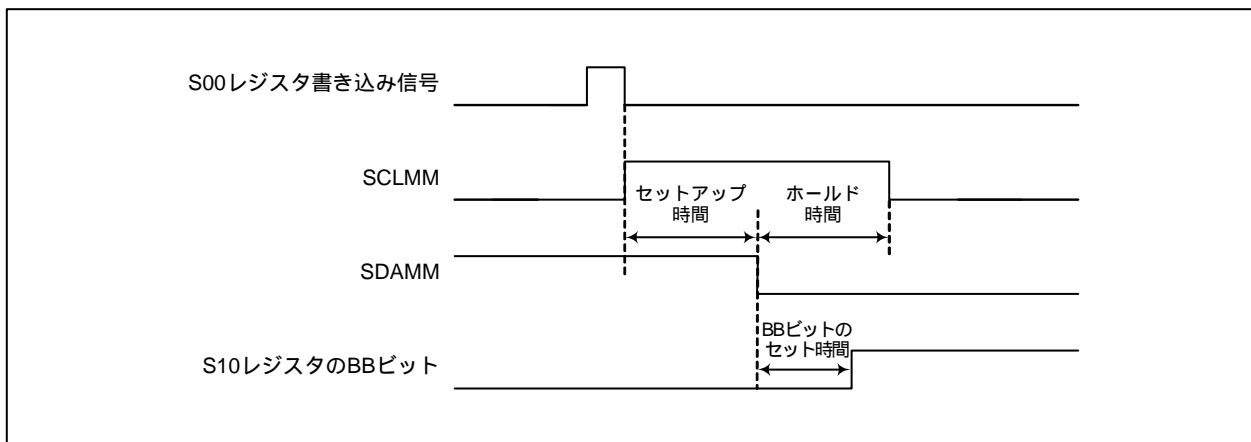 S00レジスタ書き込み信号
SCLMM
セットアップ
時間
ホールド
時間
SDAMM
BBビットの
セット時間
S10レジスタのBBビット